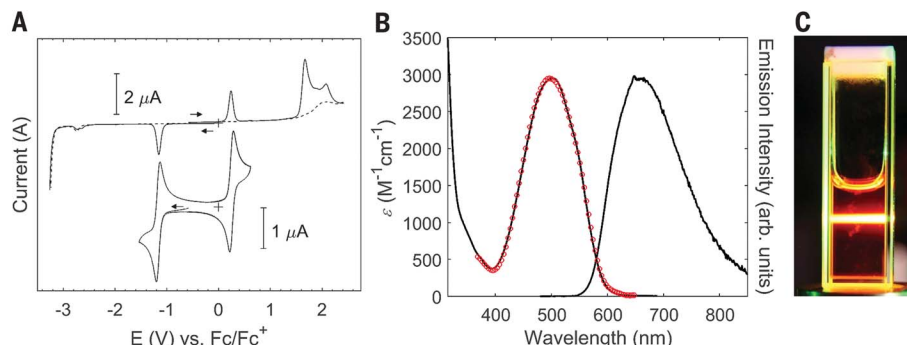 A
B
C
2 μA
1 μA
Current (A)
-3 -2 -1 0 1 2
E (V) vs. Fc/Fc+
3500
3000
2500
2000
1500
1000
500
0
ε (M-1cm-1)
400 500 600 700 800
Wavelength (nm)
Emission Intensity (arb. units)